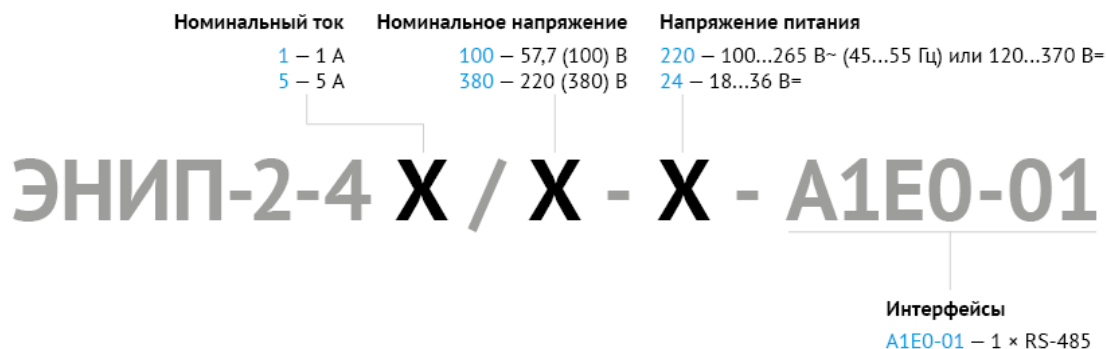 Номинальный ток Номинальное напряжение Напряжение питания
1 – 1 А 100 – 57,7 (100) В 220 – 100...265 В~ (45...55 Гц) или 120...370 В=
5 – 5 А 380 – 220 (380) В 24 – 18...36 В=
ЭНИП-2-4 X / X - X - А1Е0-01
Интерфейсы
А1Е0-01 – 1 × RS-485